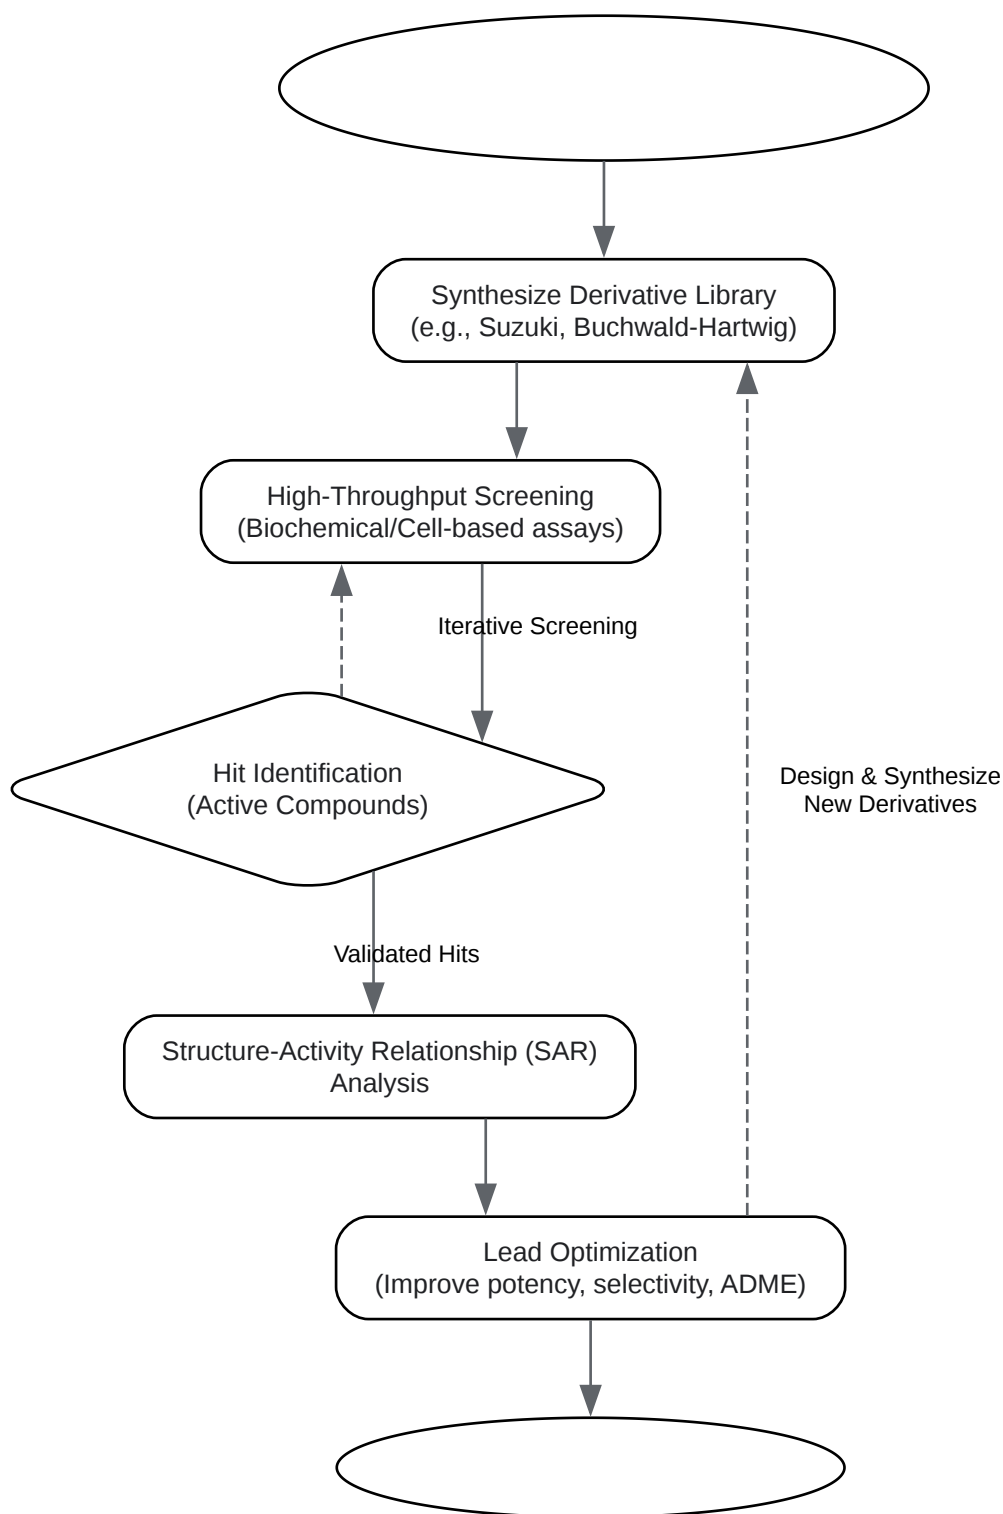 Synthesize Derivative Library
(e.g., Suzuki, Buchwald-Hartwig)
High-Throughput Screening
(Biochemical/Cell-based assays)
Iterative Screening
Hit Identification
(Active Compounds)
Design & Synthesize
New Derivatives
Validated Hits
Structure-Activity Relationship (SAR)
Analysis
Lead Optimization
(Improve potency, selectivity, ADME)